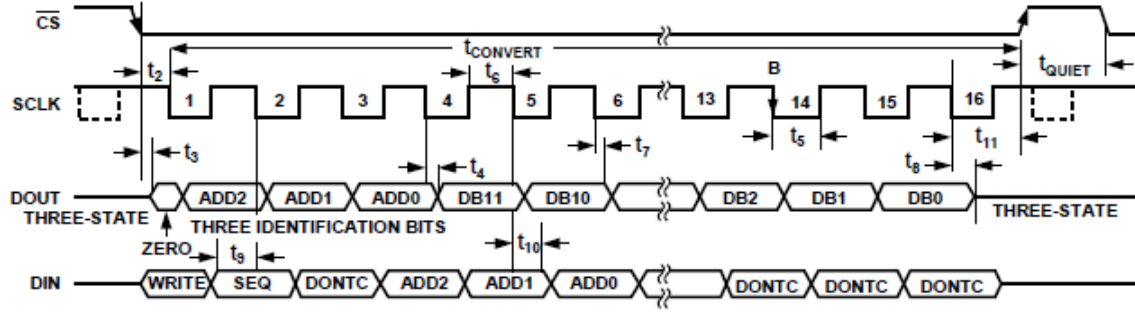 CS
tCONVERT
t2
t6
B
tQUIET
SCLK
1 2 3 4 5 6 13 14 15 16
t3
t4
t7
t5
t8
t11
DOUT
ADD2 ADD1 ADD0 DB11 DB10 DB2 DB1 DB0
THREE-STATE
THREE IDENTIFICATION BITS
THREE-STATE
ZERO
t9
t10
DIN
WRITE SEQ DONTC ADD2 ADD1 ADD0 DONTC DONTC DONTC